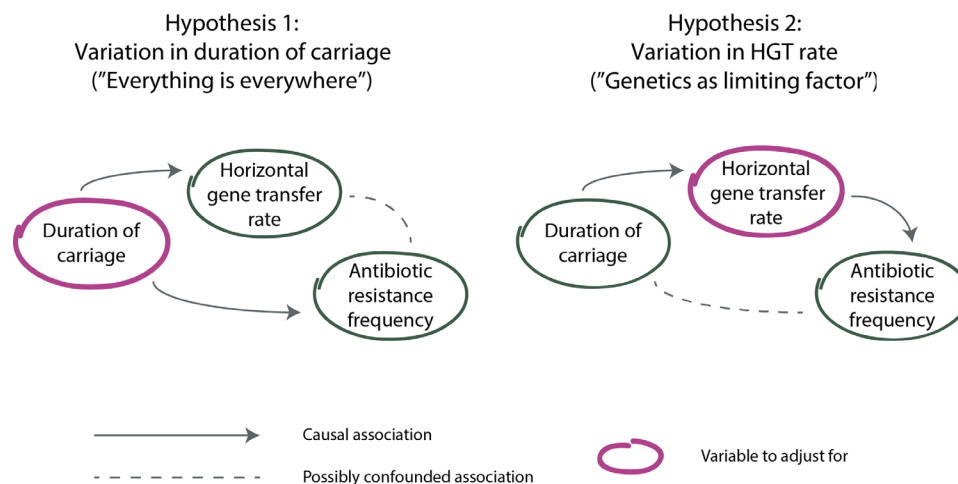 Hypothesis 1:
Variation in duration of carriage
("Everything is everywhere")
Horizontal
gene transfer
rate
Duration of
carriage
Antibiotic
resistance
frequency
Hypothesis 2:
Variation in HGT rate
("Genetics as limiting factor")
Horizontal
gene transfer
rate
Duration of
carriage
Antibiotic
resistance
frequency
Causal association
Possibly confounded association
Variable to adjust for